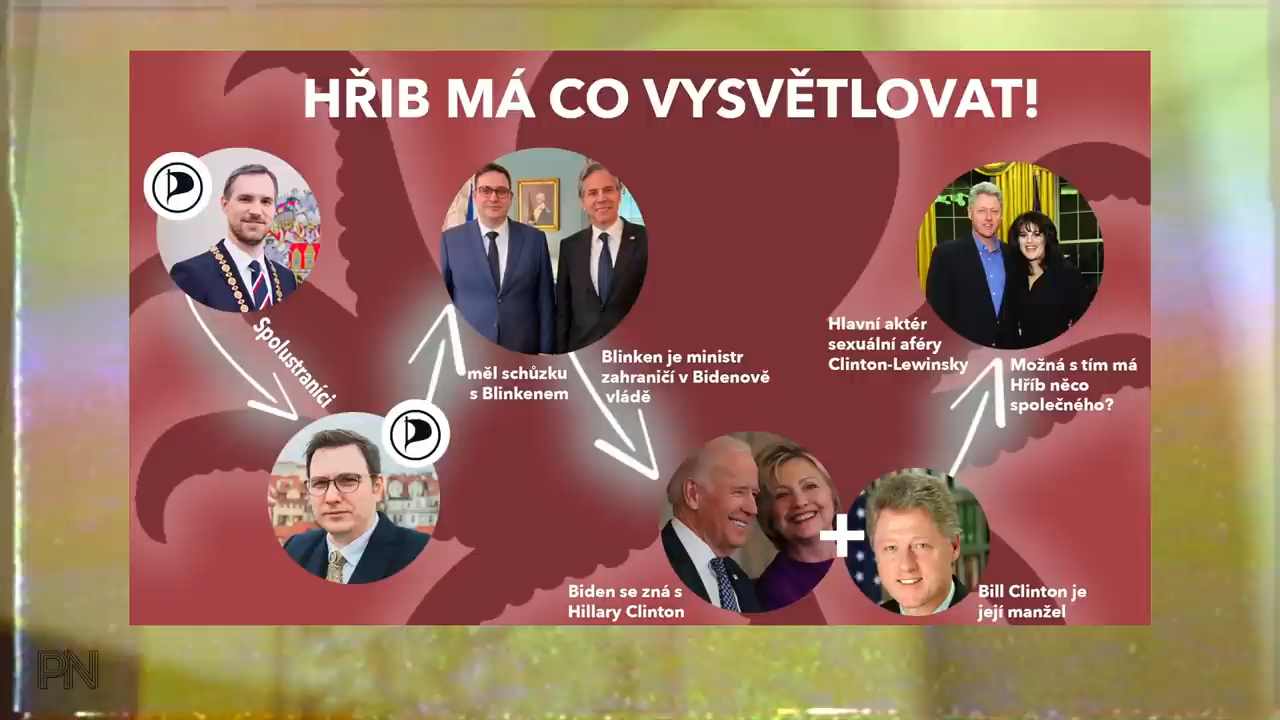 HŘIB MÁ CO VYSVĚTLOVAT!
Spolustraníci
měl schůzku
s Blinkenem
Blinken je ministr
zahraničí v Bidenově
vládě
Biden se zná s
Hillary Clinton
+
Bill Clinton je
její manžel
Hlavní aktér
sexuální aféry
Clinton-Lewinsky
Možná s tím má
Hříb něco
společného?
PN